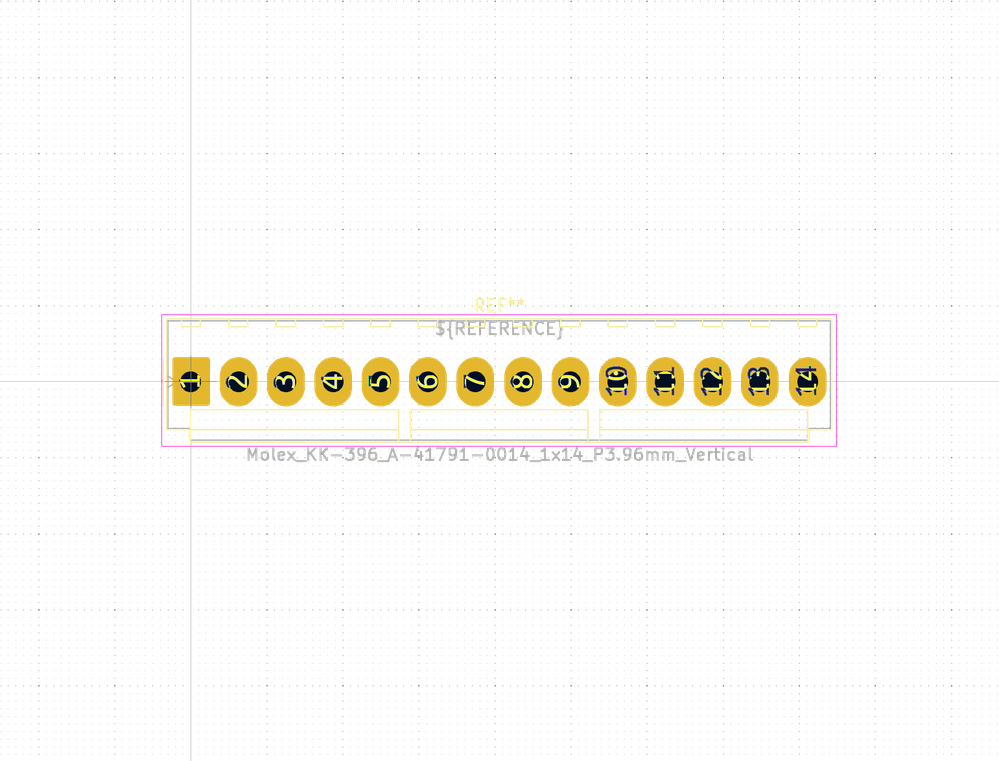 REF**
${REFERENCE}
1 2 3 4 5 6 7 8 9 10 11 12 13 14
Molex_KK-396_A-41791-0014_1x14_P3.96mm_Vertical